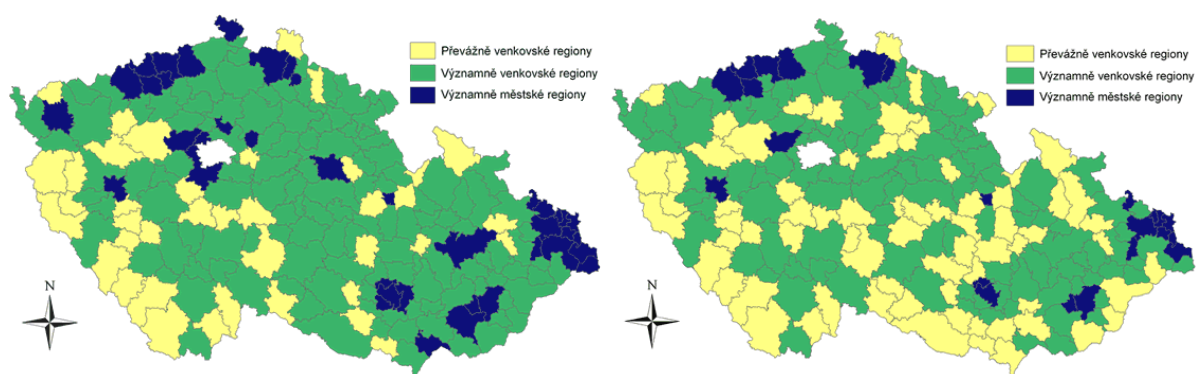 Převážně venkovské regiony
Významně venkovské regiony
Významně městské regiony
N
Převážně venkovské regiony
Významně venkovské regiony
Významně městské regiony
N